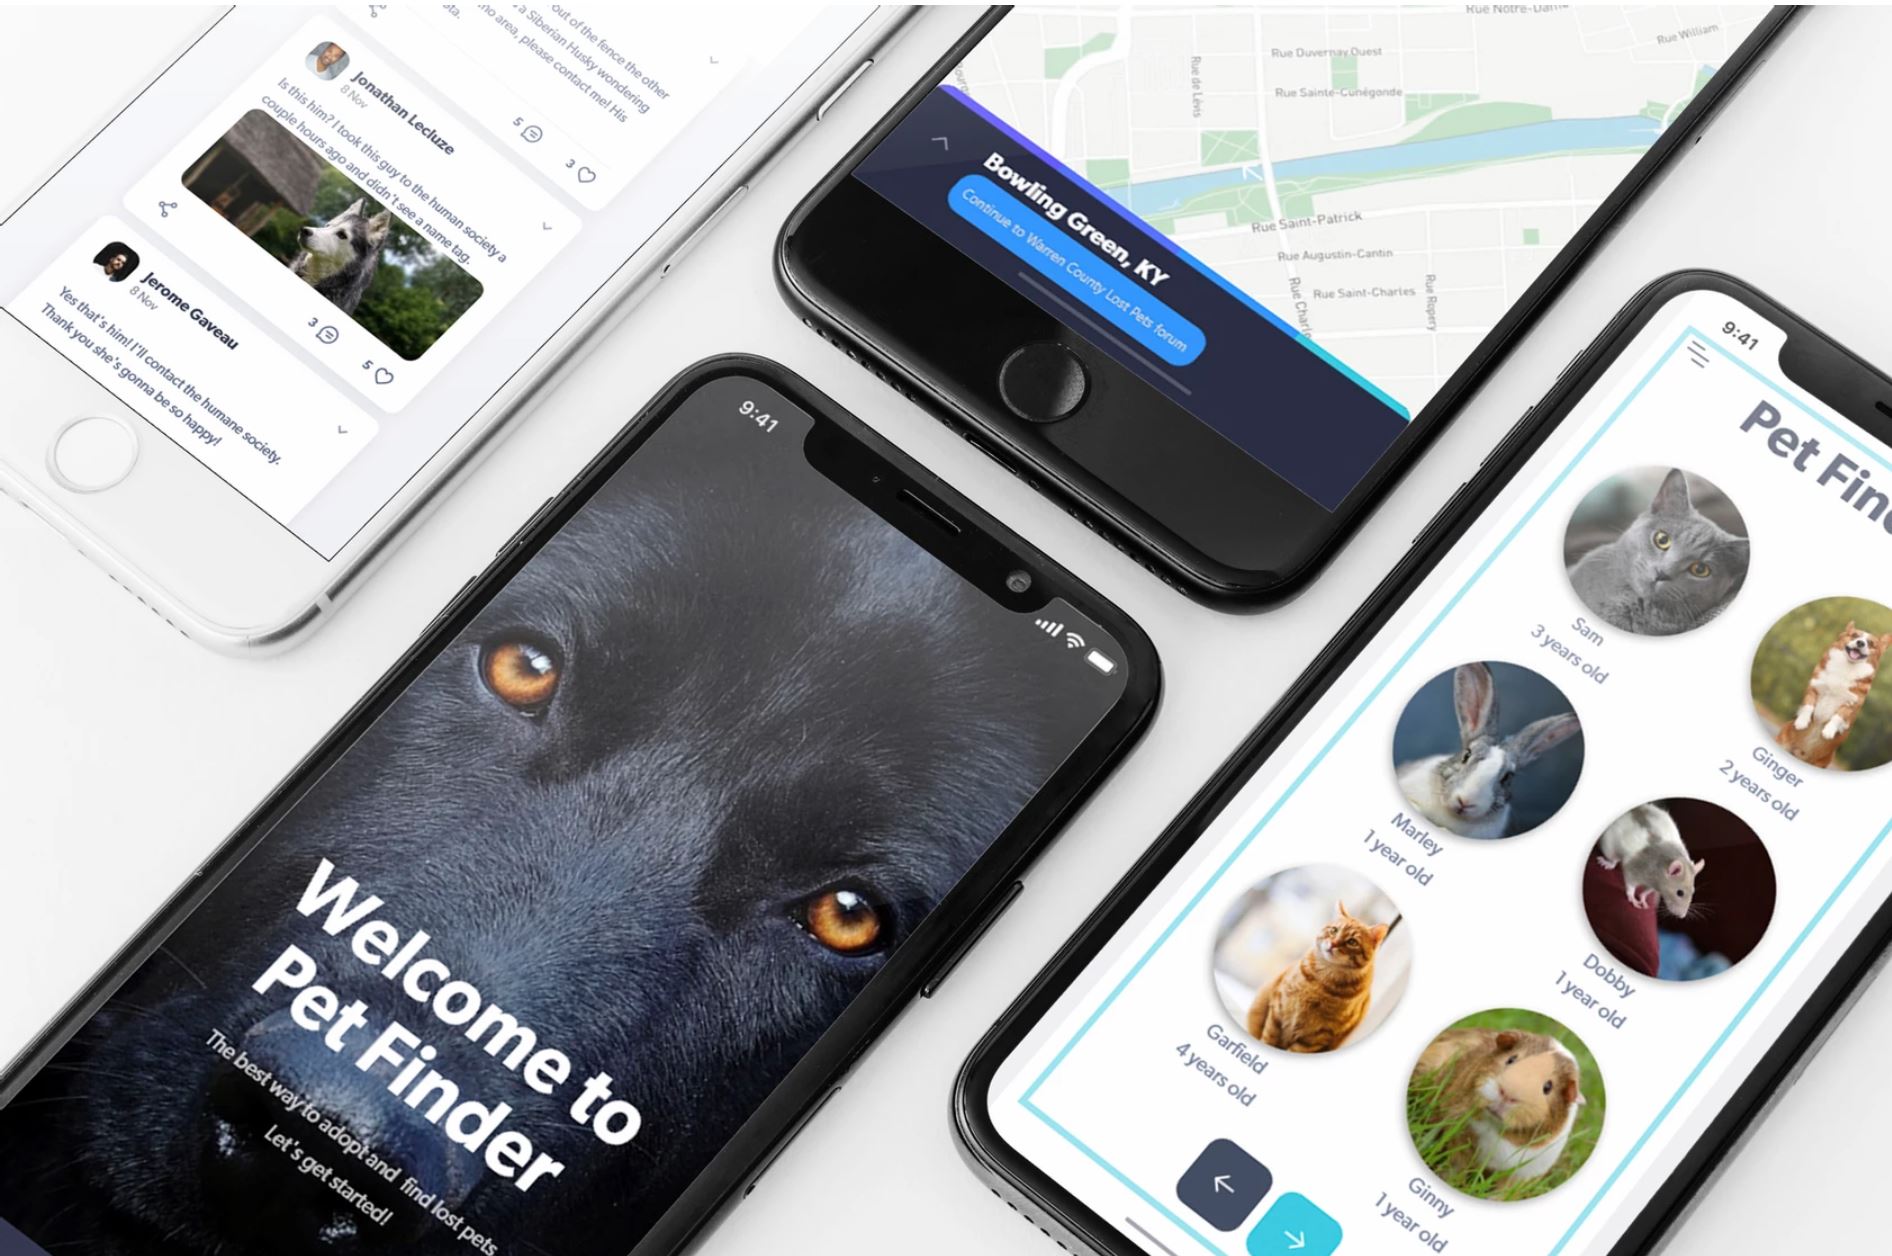 out of the fence the other
a Siberian Husky wondering
no area, please contact me! His
ata.
5
3
Jonathan Lecluze
8 Nov
Is this him? I took this guy to the human society a
couple hours ago and didn't see a name tag.
3
5
Jerome Gaveau
8 Nov
Yes that's him! I'll contact the humane society.
Thank you she's gonna be so happy!
Rue Notre-Dame
Rue William
Rue Duvernay Ouest
Rue de Lévis
Rue Sainte-Cunégonde
Rue Saint-Patrick
Rue Augustin-Cantin
Rue Saint-Charles
Rue Ropery
Rue Charlo
Bowling Green, KY
Continue to Warren County Lost Pets forum
9:41
Welcome to
Pet Finder
The best way to adopt and find lost pets
Let's get started!
9:41
Pet Finde
Sam
3 years old
Ginger
2 years old
Marley
1 year old
Dobby
1 year old
Garfield
4 years old
Ginny
1 year old